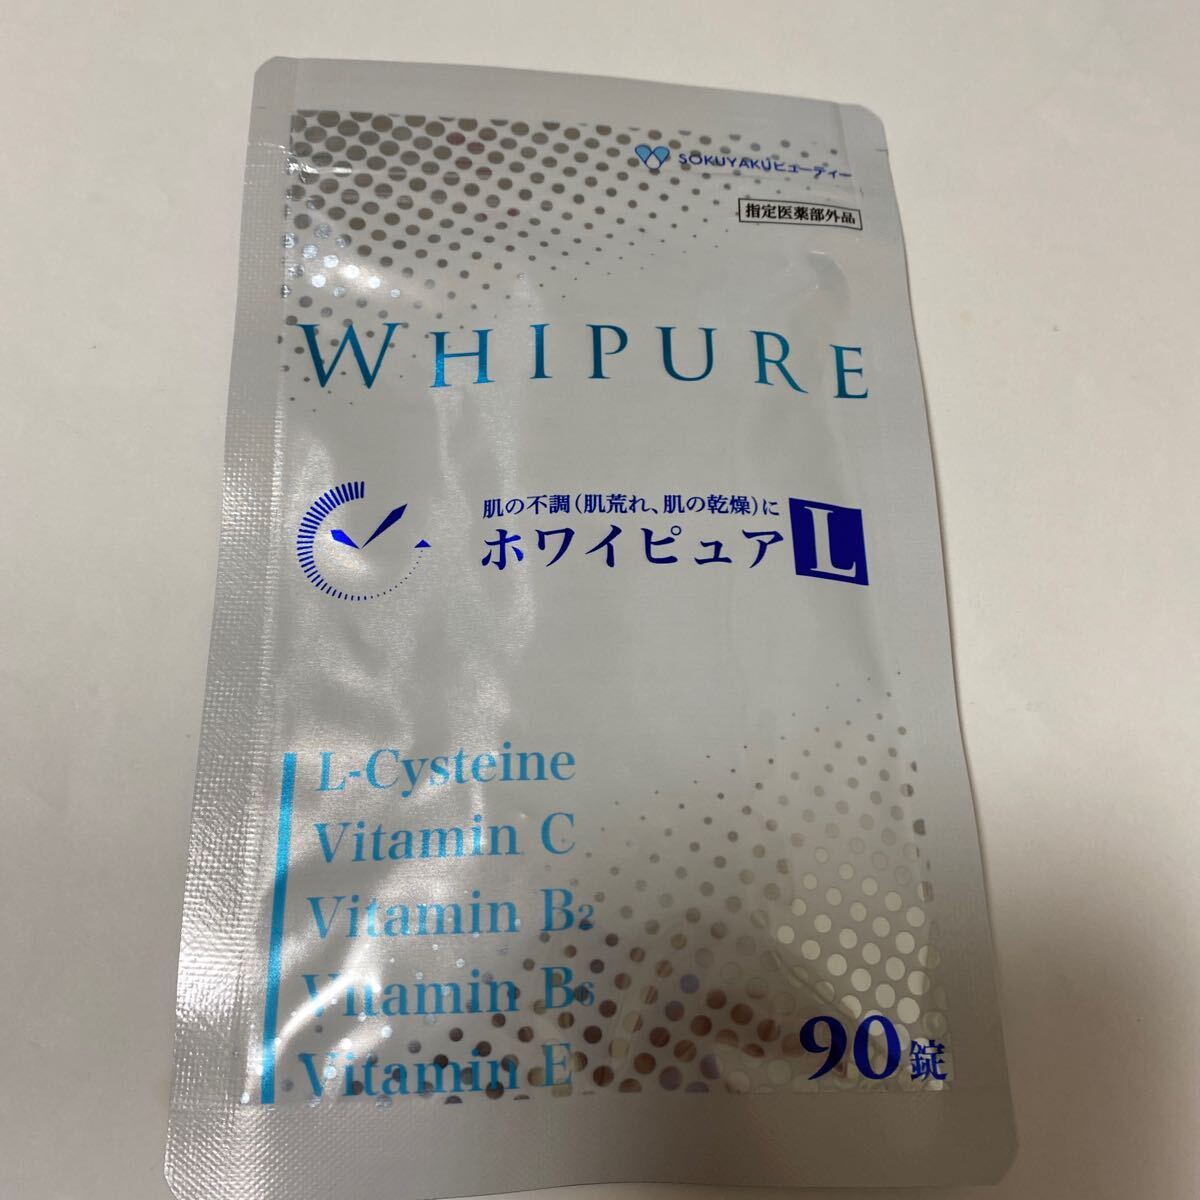 SOKUYAKUビューティー
指定医薬部外品
WHIPURE
肌の不調(肌荒れ、肌の乾燥)に
ホワイピュアL
L-Cysteine
Vitamin C
Vitamin B2
Vitamin B6
Vitamin E
90錠